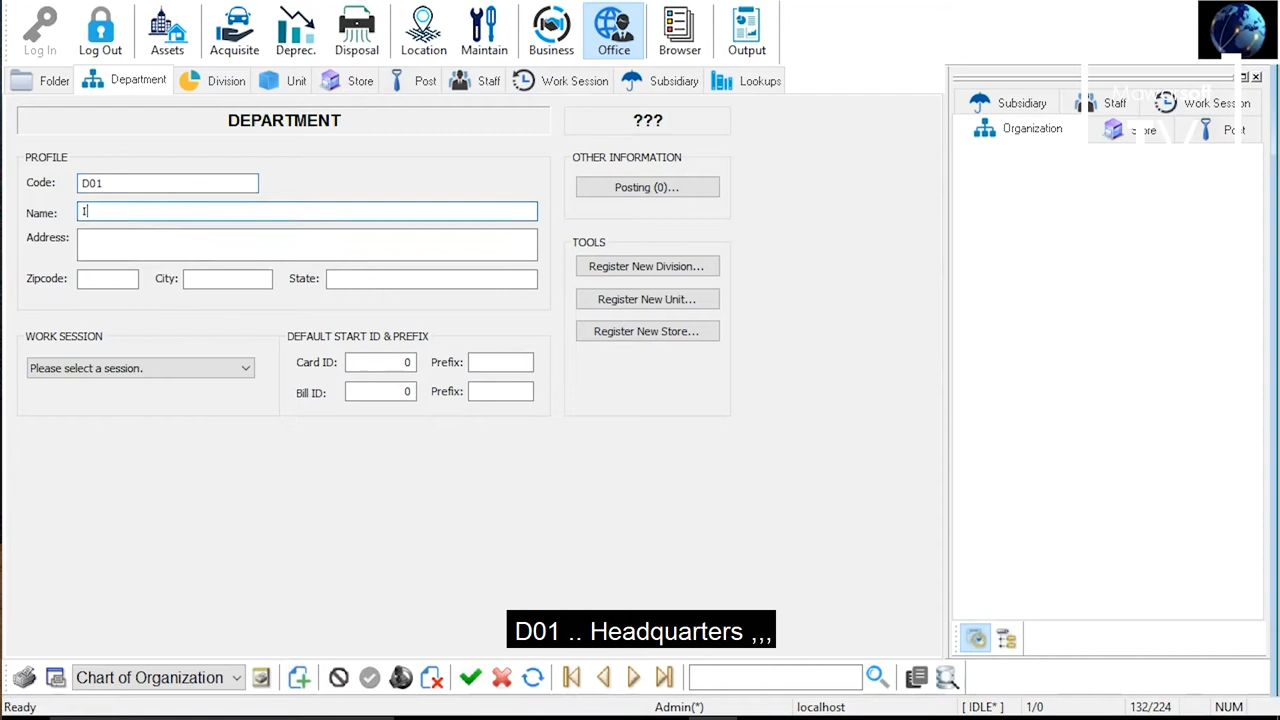 Log In Log Out Assets Acquisite Deprec. Disposal Location Maintain Business Office Browser Output
Folder Department Division Unit Store Post Staff Work Session Subsidiary Lookups
Subsidiary Staff Work Session
Organization Store Post
DEPARTMENT
???
PROFILE
Code: D01
Name: I
Address:
Zipcode: City: State:
OTHER INFORMATION
Posting (0)...
TOOLS
Register New Division...
Register New Unit...
Register New Store...
WORK SESSION
Please select a session.
DEFAULT START ID & PREFIX
Card ID: 0 Prefix:
Bill ID: 0 Prefix:
D01 .. Headquarters ,,,
Chart of Organization
Ready Admin(*) localhost [ IDLE* ] 1/0 132/224 NUM